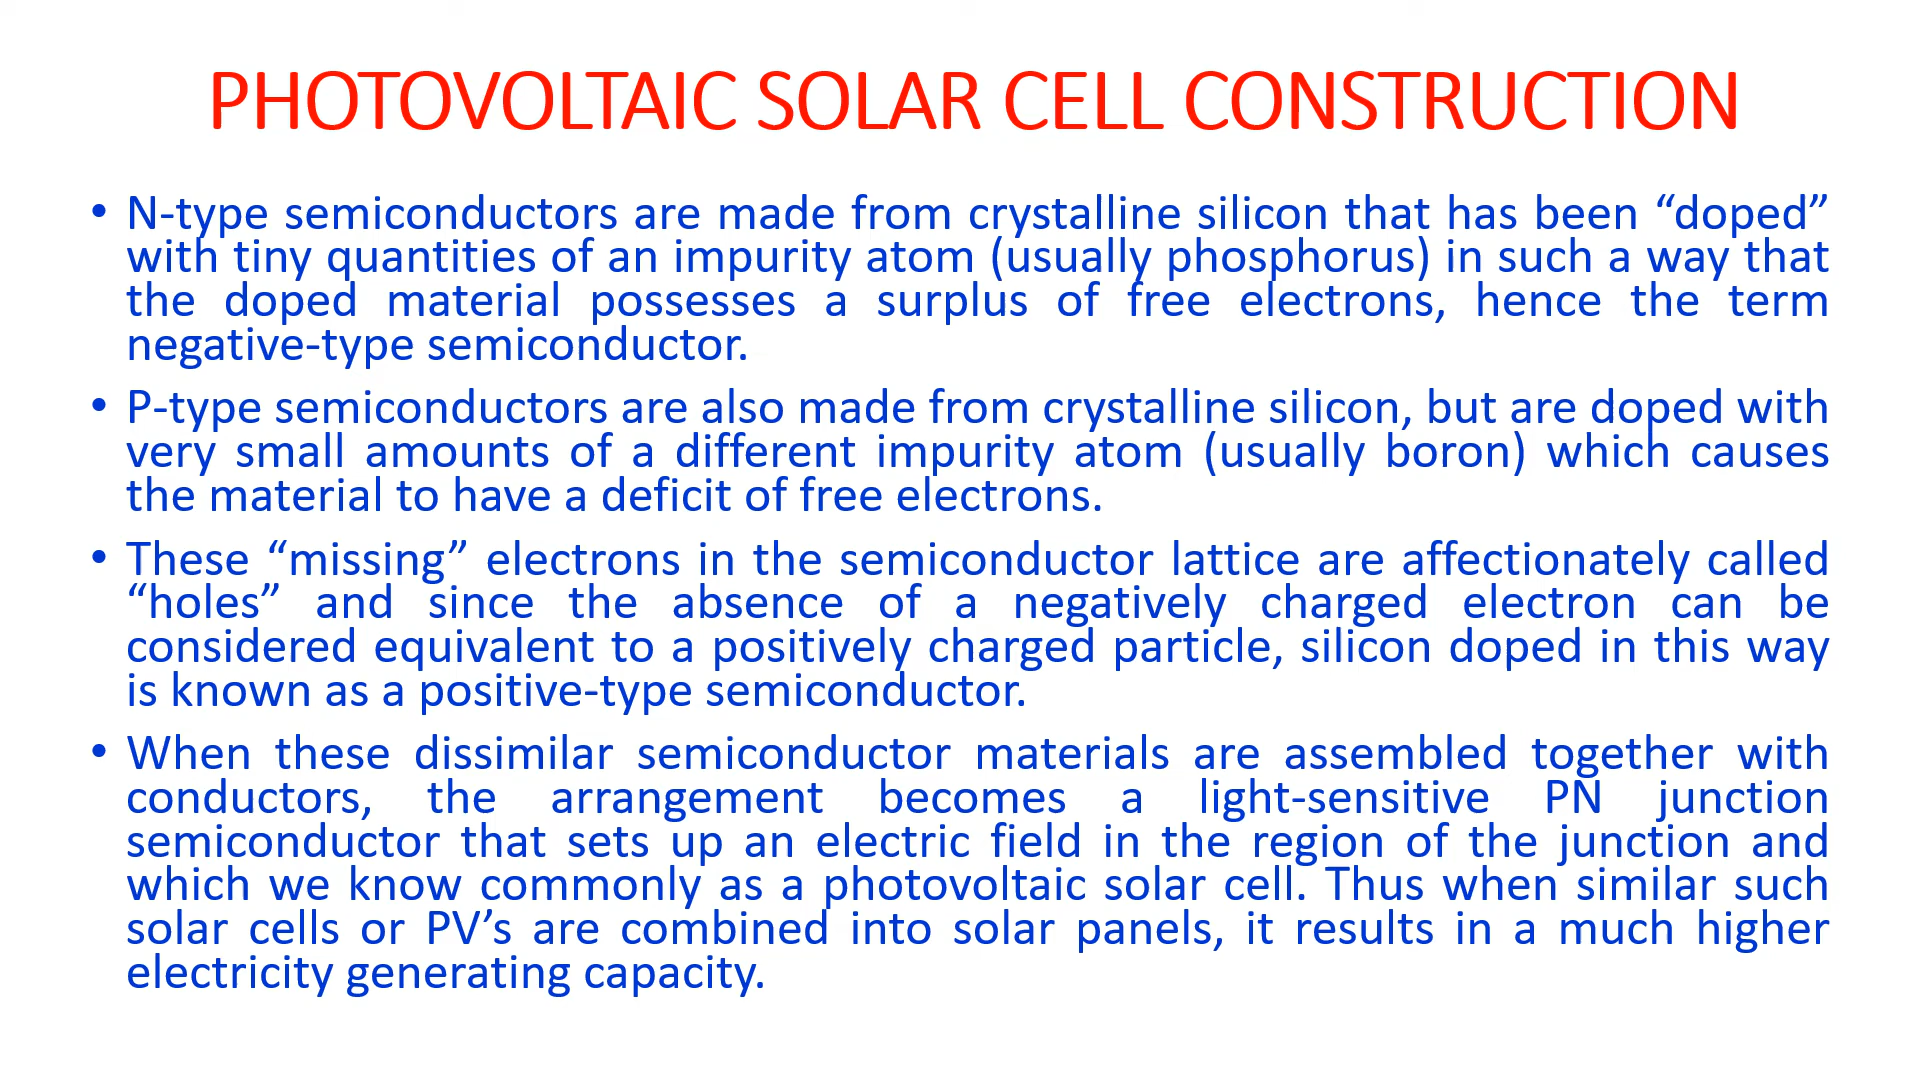 PHOTOVOLTAIC SOLAR CELL CONSTRUCTION
• N-type semiconductors are made from crystalline silicon that has been “doped”
with tiny quantities of an impurity atom (usually phosphorus) in such a way that
the doped material possesses a surplus of free electrons, hence the term
negative-type semiconductor.
• P-type semiconductors are also made from crystalline silicon, but are doped with
very small amounts of a different impurity atom (usually boron) which causes
the material to have a deficit of free electrons.
• These “missing” electrons in the semiconductor lattice are affectionately called
“holes” and since the absence of a negatively charged electron can be
considered equivalent to a positively charged particle, silicon doped in this way
is known as a positive-type semiconductor.
• When these dissimilar semiconductor materials are assembled together with
conductors, the arrangement becomes a light-sensitive PN junction
semiconductor that sets up an electric field in the region of the junction and
which we know commonly as a photovoltaic solar cell. Thus when similar such
solar cells or PV’s are combined into solar panels, it results in a much higher
electricity generating capacity.